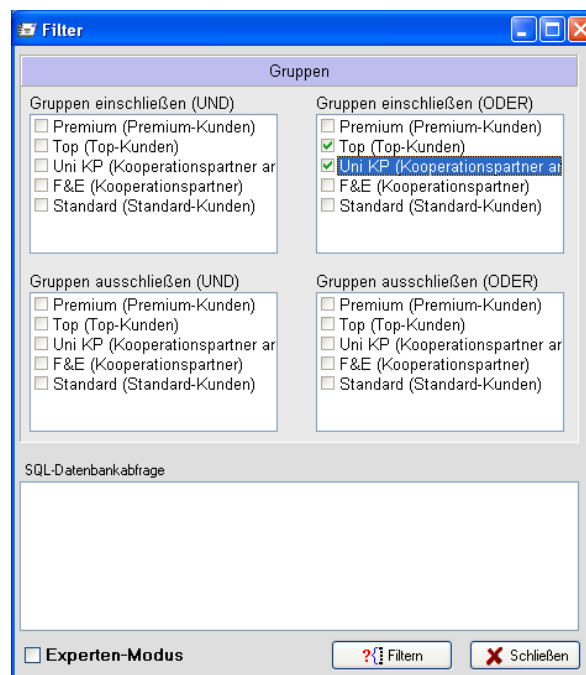 Filter
Gruppen
Gruppen einschließen (UND)
Premium (Premium-Kunden)
Top (Top-Kunden)
Uni KP (Kooperationspartner ar
F&E (Kooperationspartner)
Standard (Standard-Kunden)
Gruppen einschließen (ODER)
Premium (Premium-Kunden)
Top (Top-Kunden)
Uni KP (Kooperationspartner ar
F&E (Kooperationspartner)
Standard (Standard-Kunden)
Gruppen ausschließen (UND)
Premium (Premium-Kunden)
Top (Top-Kunden)
Uni KP (Kooperationspartner ar
F&E (Kooperationspartner)
Standard (Standard-Kunden)
Gruppen ausschließen (ODER)
Premium (Premium-Kunden)
Top (Top-Kunden)
Uni KP (Kooperationspartner ar
F&E (Kooperationspartner)
Standard (Standard-Kunden)
SQL-Datenbankabfrage
Experten-Modus
Filtern
Schließen